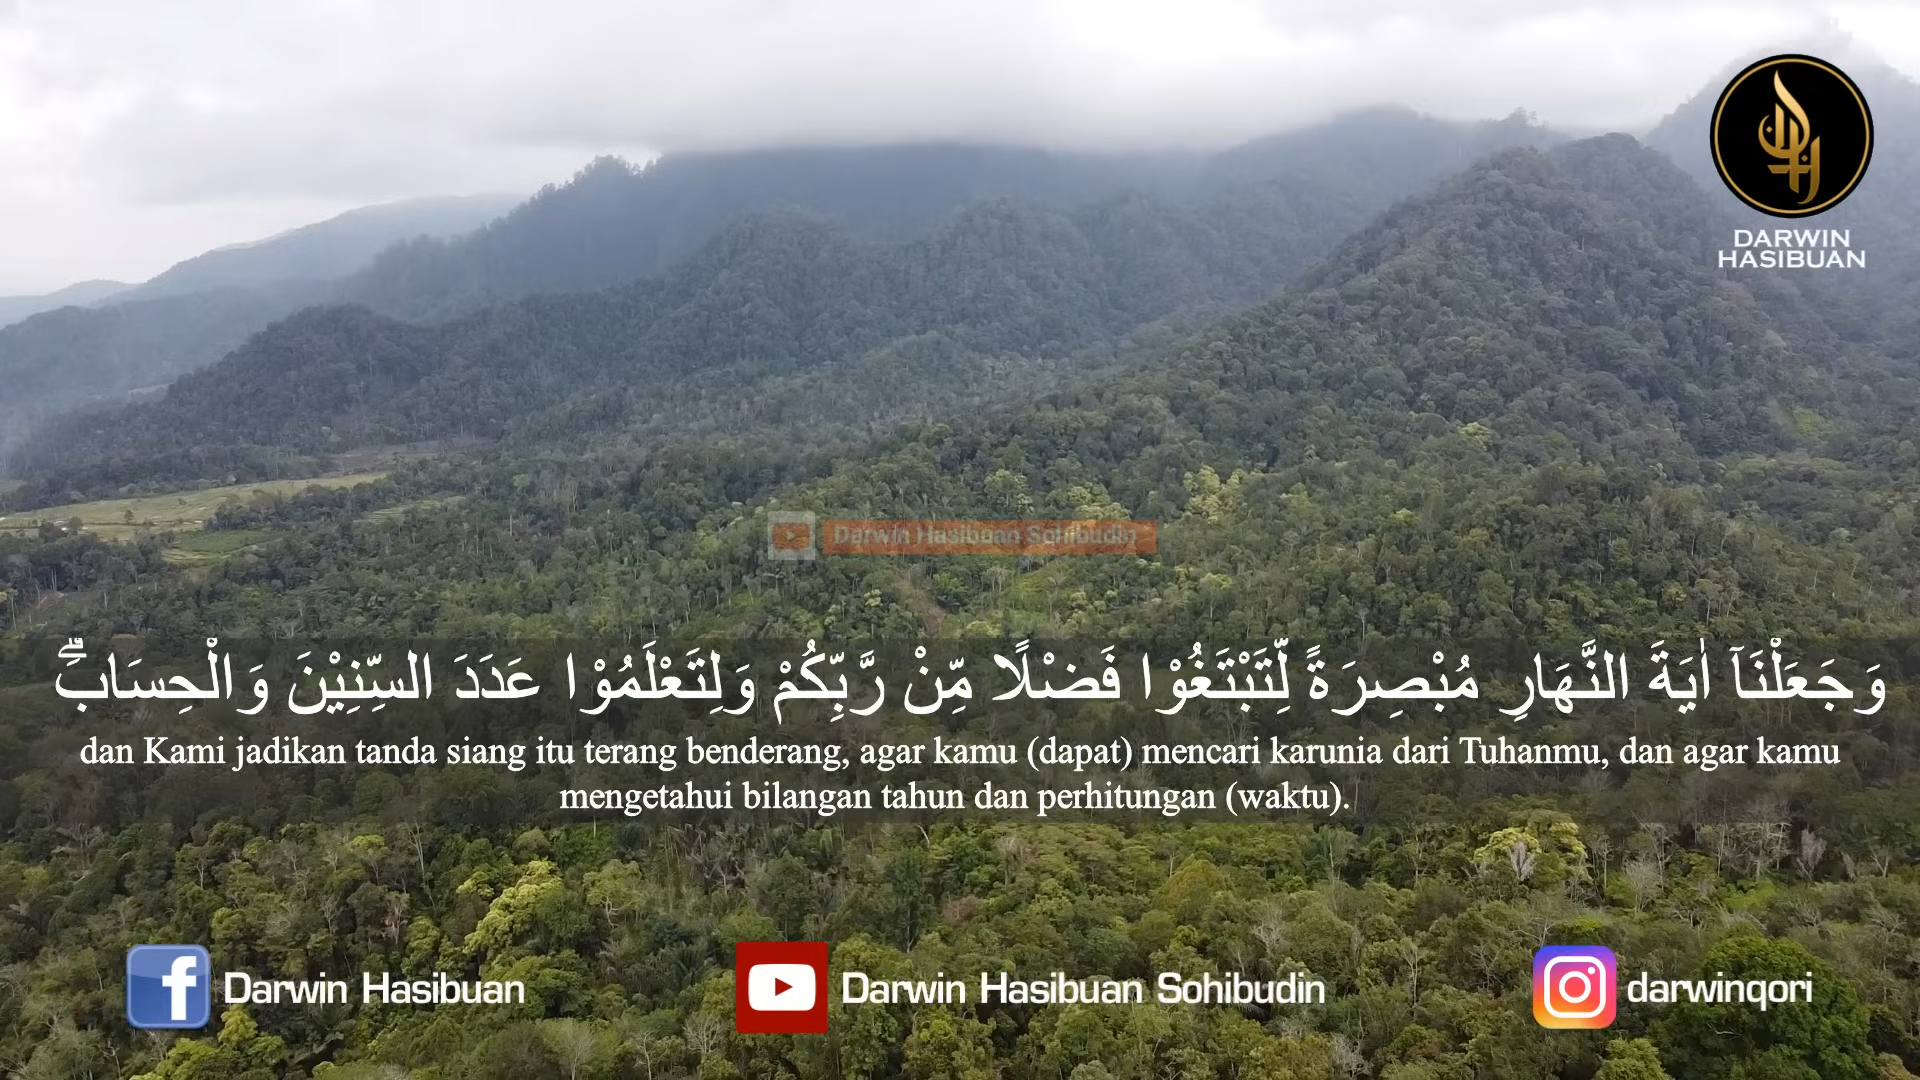 DARWIN
HASIBUAN
Darwin Hasibuan Sohibudin
وَجَعَلْنَآ اٰيَةَ النَّهَارِ مُبْصِرَةً لِّتَبْتَغُوْا فَضْلًا مِّنْ رَّبِّكُمْ وَلِتَعْلَمُوْا عَدَدَ السِّنِيْنَ وَالْحِسَابَۗ
dan Kami jadikan tanda siang itu terang benderang, agar kamu (dapat) mencari karunia dari Tuhanmu, dan agar kamu
mengetahui bilangan tahun dan perhitungan (waktu).
Darwin Hasibuan
Darwin Hasibuan Sohibudin
darwinqori